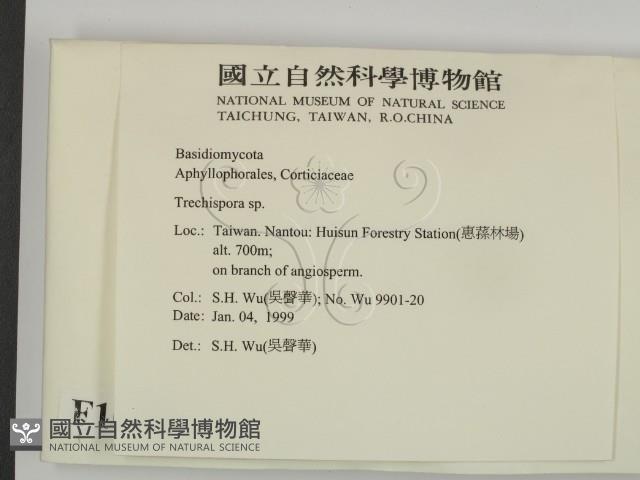 國立自然科學博物館
NATIONAL MUSEUM OF NATURAL SCIENCE
TAICHUNG, TAIWAN, R.O.CHINA
Basidiomycota
Aphyllophorales, Corticiaceae
Trechispora sp.
Loc.: Taiwan. Nantou: Huisun Forestry Station(惠蓀林場)
alt. 700m;
on branch of angiosperm.
Col.: S.H. Wu(吳聲華); No. Wu 9901-20
Date: Jan. 04, 1999
Det.: S.H. Wu(吳聲華)
國立自然科學博物館
NATIONAL MUSEUM OF NATURAL SCIENCE